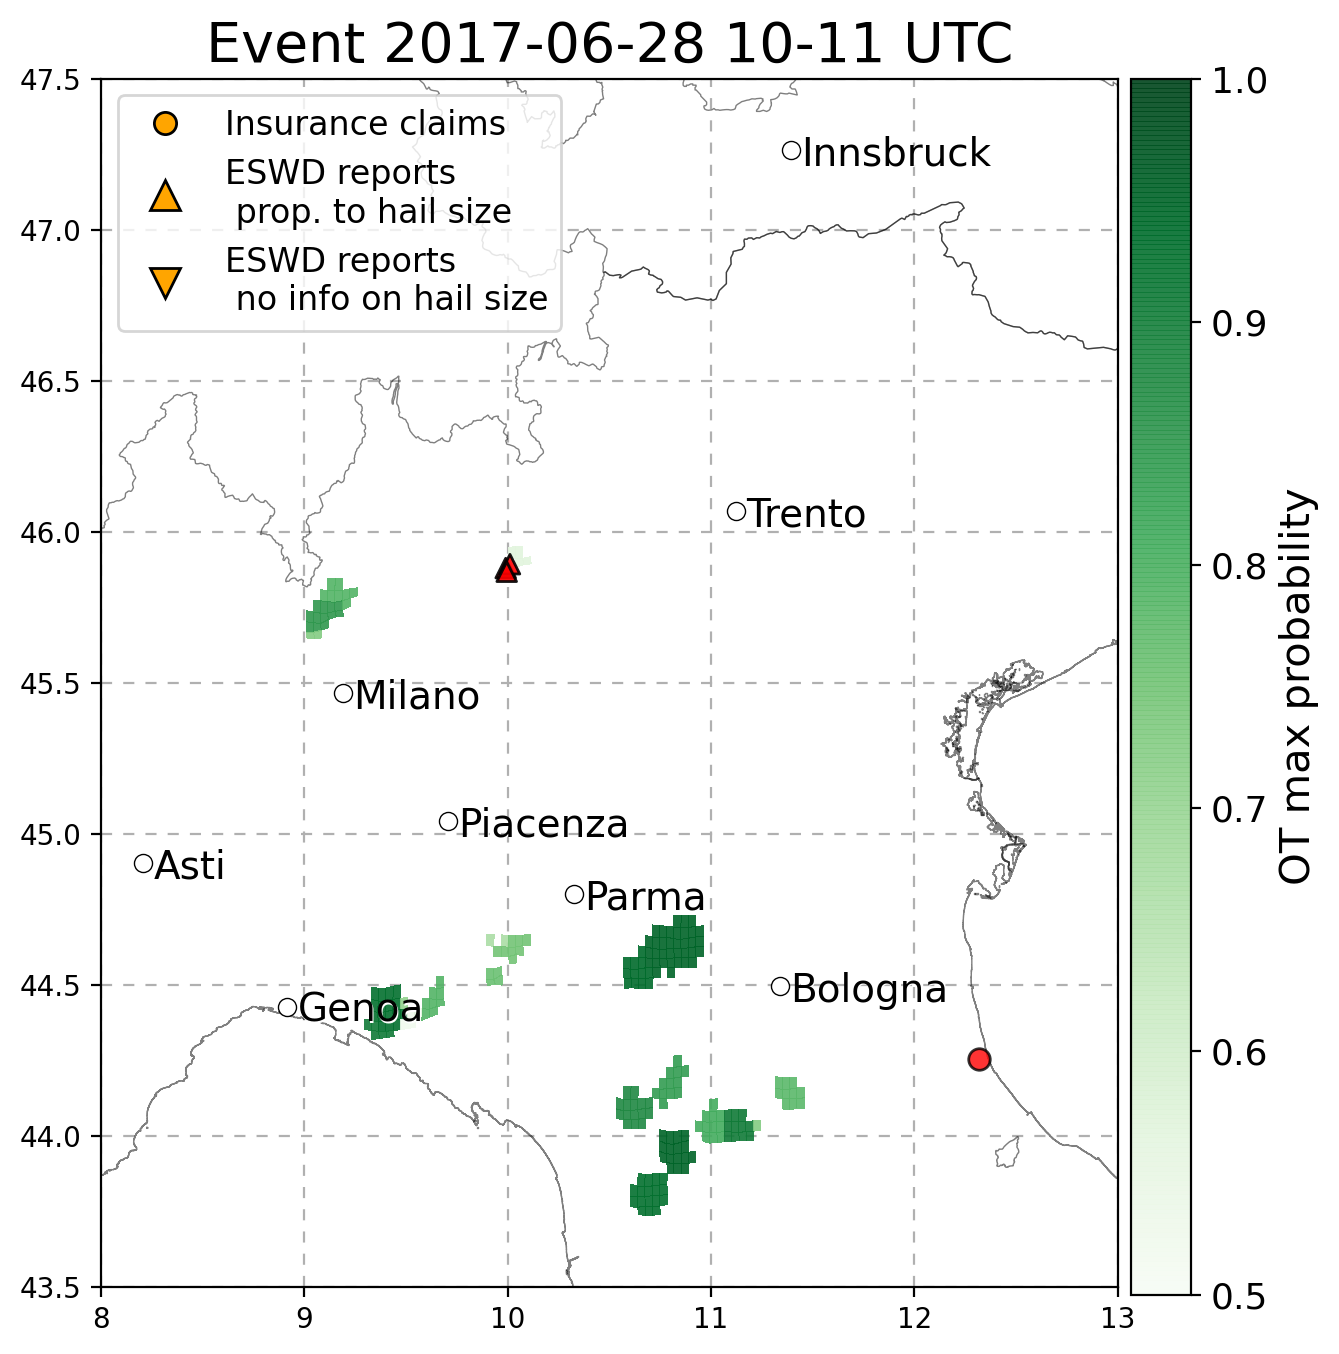 Event 2017-06-28 10-11 UTC
Insurance claims
ESWD reports
prop. to hail size
ESWD reports
no info on hail size
47.5
47.0
46.5
46.0
45.5
45.0
44.5
44.0
43.5
8
9
10
11
12
13
Innsbruck
Trento
Milano
Piacenza
Asti
Parma
Genoa
Bologna
1.0
0.9
0.8
0.7
0.6
0.5
OT max probability